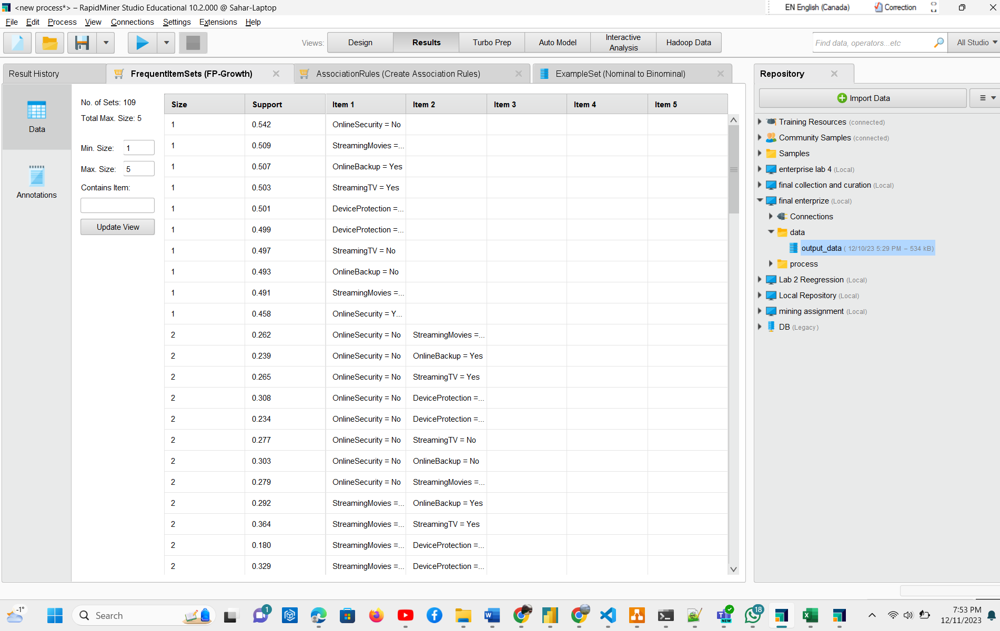 <new process*> – RapidMiner Studio Educational 10.2.000 @ Sahar-Laptop
EN English (Canada) Correction
File Edit Process View Connections Settings Extensions Help
Views: Design Results Turbo Prep Auto Model Interactive Analysis Hadoop Data
Find data, operators...etc All Studio
Result History FrequentItemSets (FP-Growth) AssociationRules (Create Association Rules) ExampleSet (Nominal to Binominal)
Data
Annotations
No. of Sets: 109
Total Max. Size: 5
Min. Size: 1
Max. Size: 5
Contains Item:
Update View
Size Support Item 1 Item 2 Item 3 Item 4 Item 5
1 0.542 OnlineSecurity = No
1 0.509 StreamingMovies =...
1 0.507 OnlineBackup = Yes
1 0.503 StreamingTV = Yes
1 0.501 DeviceProtection =...
1 0.499 DeviceProtection =...
1 0.497 StreamingTV = No
1 0.493 OnlineBackup = No
1 0.491 StreamingMovies =...
1 0.458 OnlineSecurity = Y...
2 0.262 OnlineSecurity = No StreamingMovies =...
2 0.239 OnlineSecurity = No OnlineBackup = Yes
2 0.265 OnlineSecurity = No StreamingTV = Yes
2 0.308 OnlineSecurity = No DeviceProtection =...
2 0.234 OnlineSecurity = No DeviceProtection =...
2 0.277 OnlineSecurity = No StreamingTV = No
2 0.303 OnlineSecurity = No OnlineBackup = No
2 0.279 OnlineSecurity = No StreamingMovies =...
2 0.292 StreamingMovies =... OnlineBackup = Yes
2 0.364 StreamingMovies =... StreamingTV = Yes
2 0.180 StreamingMovies =... DeviceProtection =...
2 0.329 StreamingMovies =... DeviceProtection =...
Repository
Import Data
Training Resources (connected)
Community Samples (connected)
Samples
enterprise lab 4 (Local)
final collection and curation (Local)
final enterprize (Local)
Connections
data
output_data ( 12/10/23 5:29 PM – 534 kB)
process
Lab 2 Reegression (Local)
Local Repository (Local)
mining assignment (Local)
DB (Legacy)
-1°
Search
1
NEW
18
7:53 PM
12/11/2023